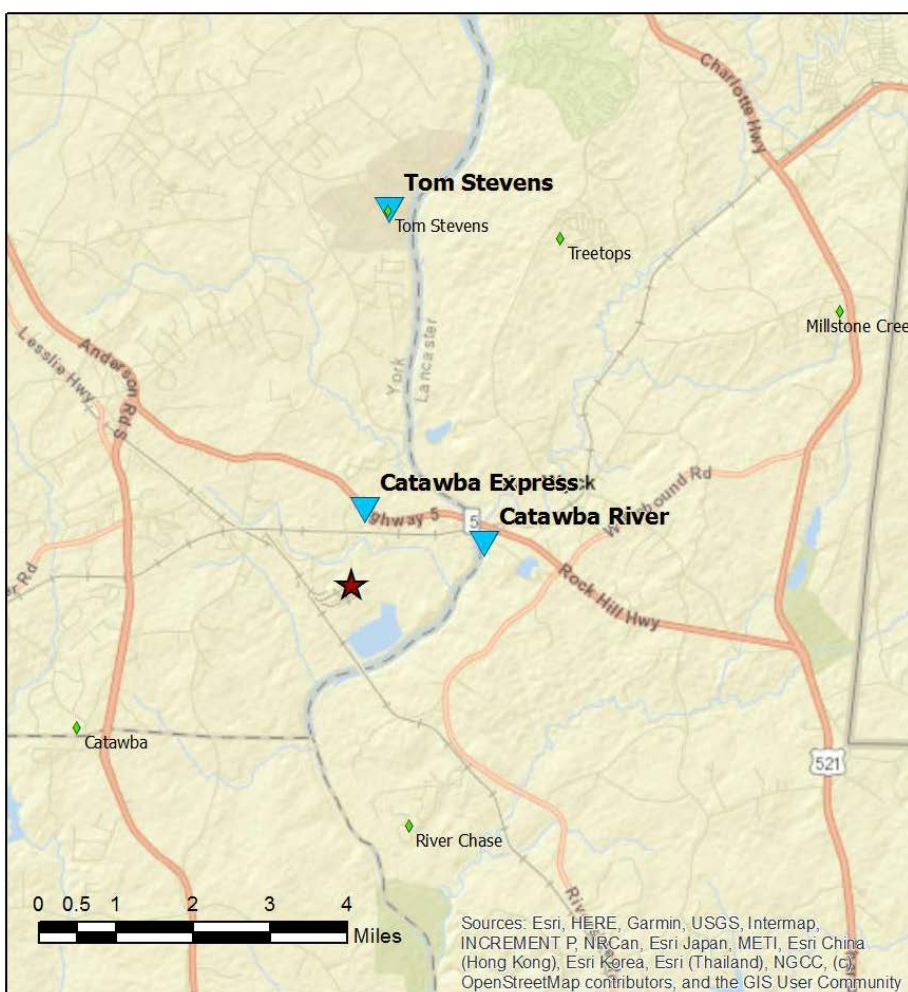 Charlotte Hwy
Tom Stevens
Tom Stevens
Treetops
Millstone Cree
York
Lancaster
Lesslie Hwy
Anderson Rd S
Catawba Express
ghway 5
5
Catawba River
Rock Hill Hwy
Rd
Catawba
521
River Chase
0 0.5 1 2 3 4
Miles
Sources: Esri, HERE, Garmin, USGS, Intermap,
INCREMENT P, NRCan, Esri Japan, METI, Esri China
(Hong Kong), Esri Korea, Esri (Thailand), NGCC, (c)
OpenStreetMap contributors, and the GIS User Community